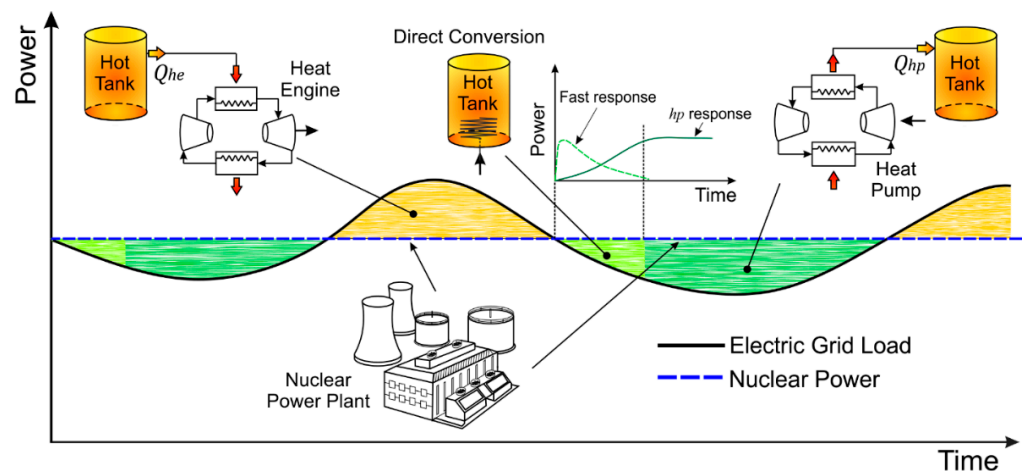 Power
Hot
Tank
Qhe
Heat
Engine
Direct Conversion
Hot
Tank
Fast response
hp response
Power
Time
Qhp
Hot
Tank
Heat
Pump
Nuclear
Power Plant
Electric Grid Load
Nuclear Power
Time